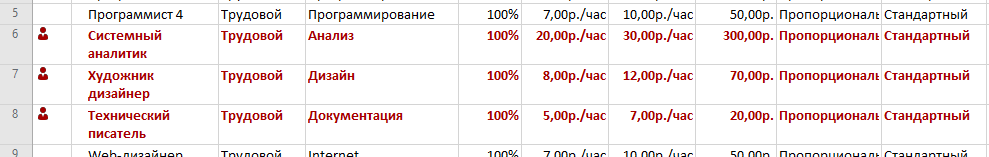 5 Программист 4 Трудовой Программирование 100% 7,00р./час 10,00р./час 50,00р. Пропорциональ Стандартный
6 Системный аналитик Трудовой Анализ 100% 20,00р./час 30,00р./час 300,00р. Пропорциональ Стандартный
7 Художник дизайнер Трудовой Дизайн 100% 8,00р./час 12,00р./час 70,00р. Пропорциональ Стандартный
8 Технический писатель Трудовой Документация 100% 5,00р./час 7,00р./час 20,00р. Пропорциональ Стандартный
9 Web-дизайнер Трудовой Internet 100% 7,00р./час 10,00р./час 50,00р. Пропорциональ Стандартный